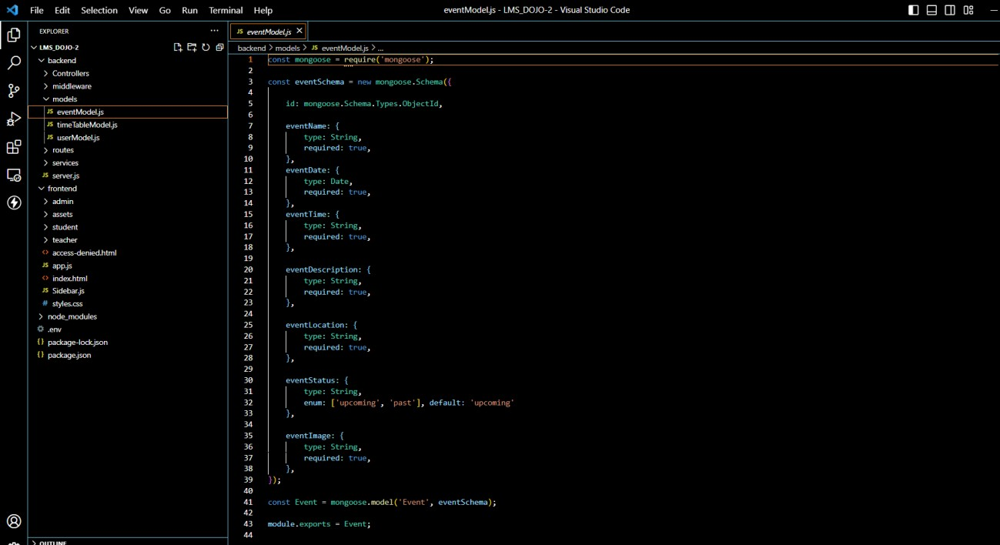 File Edit Selection View Go Run Terminal Help
eventModel.js - LMS_DOJO-2 - Visual Studio Code
EXPLORER
LMS_DOJO-2
backend
Controllers
middleware
models
JS eventModel.js
JS timeTableModel.js
JS userModel.js
routes
services
JS server.js
frontend
admin
assets
student
teacher
<> access-denied.html
JS app.js
<> index.html
JS Sidebar.js
# styles.css
node_modules
.env
{} package-lock.json
{} package.json
OUTLINE
JS eventModel.js
backend > models > JS eventModel.js > ...
1 const mongoose = require('mongoose');
2
3 const eventSchema = new mongoose.Schema({
4
5 id: mongoose.Schema.Types.ObjectId,
6
7 eventName: {
8 type: String,
9 required: true,
10 },
11 eventDate: {
12 type: Date,
13 required: true,
14 },
15 eventTime: {
16 type: String,
17 required: true,
18 },
19
20 eventDescription: {
21 type: String,
22 required: true,
23 },
24
25 eventLocation: {
26 type: String,
27 required: true,
28 },
29
30 eventStatus: {
31 type: String,
32 enum: ['upcoming', 'past'], default: 'upcoming'
33 },
34
35 eventImage: {
36 type: String,
37 required: true,
38 },
39 });
40
41 const Event = mongoose.model('Event', eventSchema);
42
43 module.exports = Event;
44